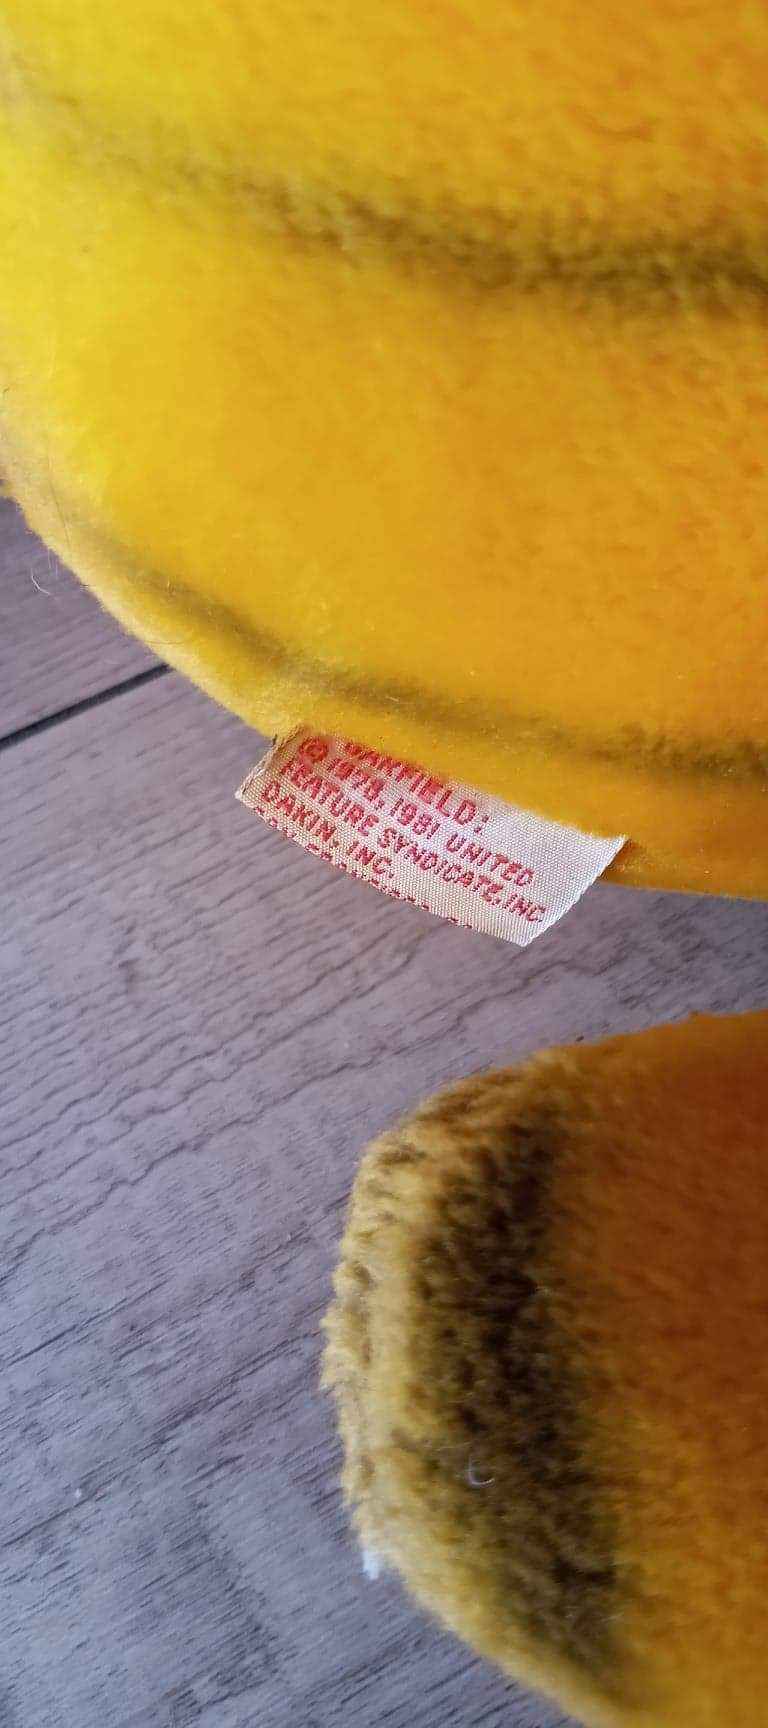 GARFIELD:
© 1978, 1981 UNITED
FEATURE SYNDICATE, INC.
DAKIN, INC.